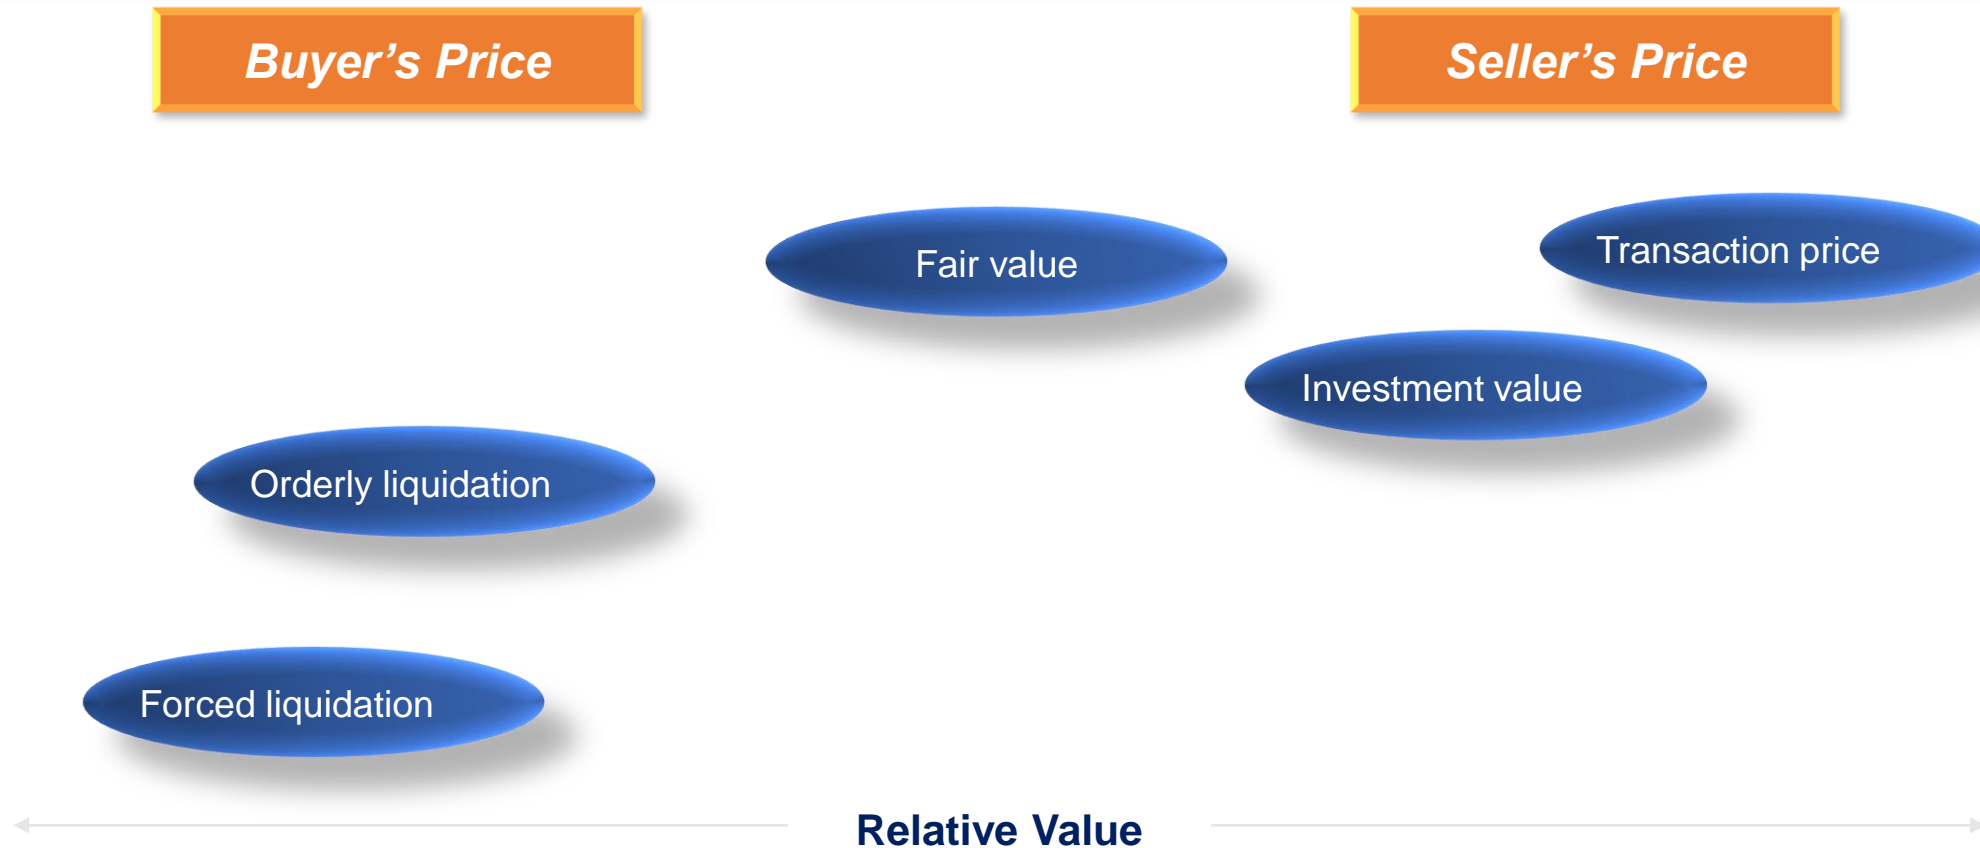 Buyer’s Price
Seller’s Price
Transaction price
Fair value
Investment value
Orderly liquidation
Forced liquidation
Relative Value